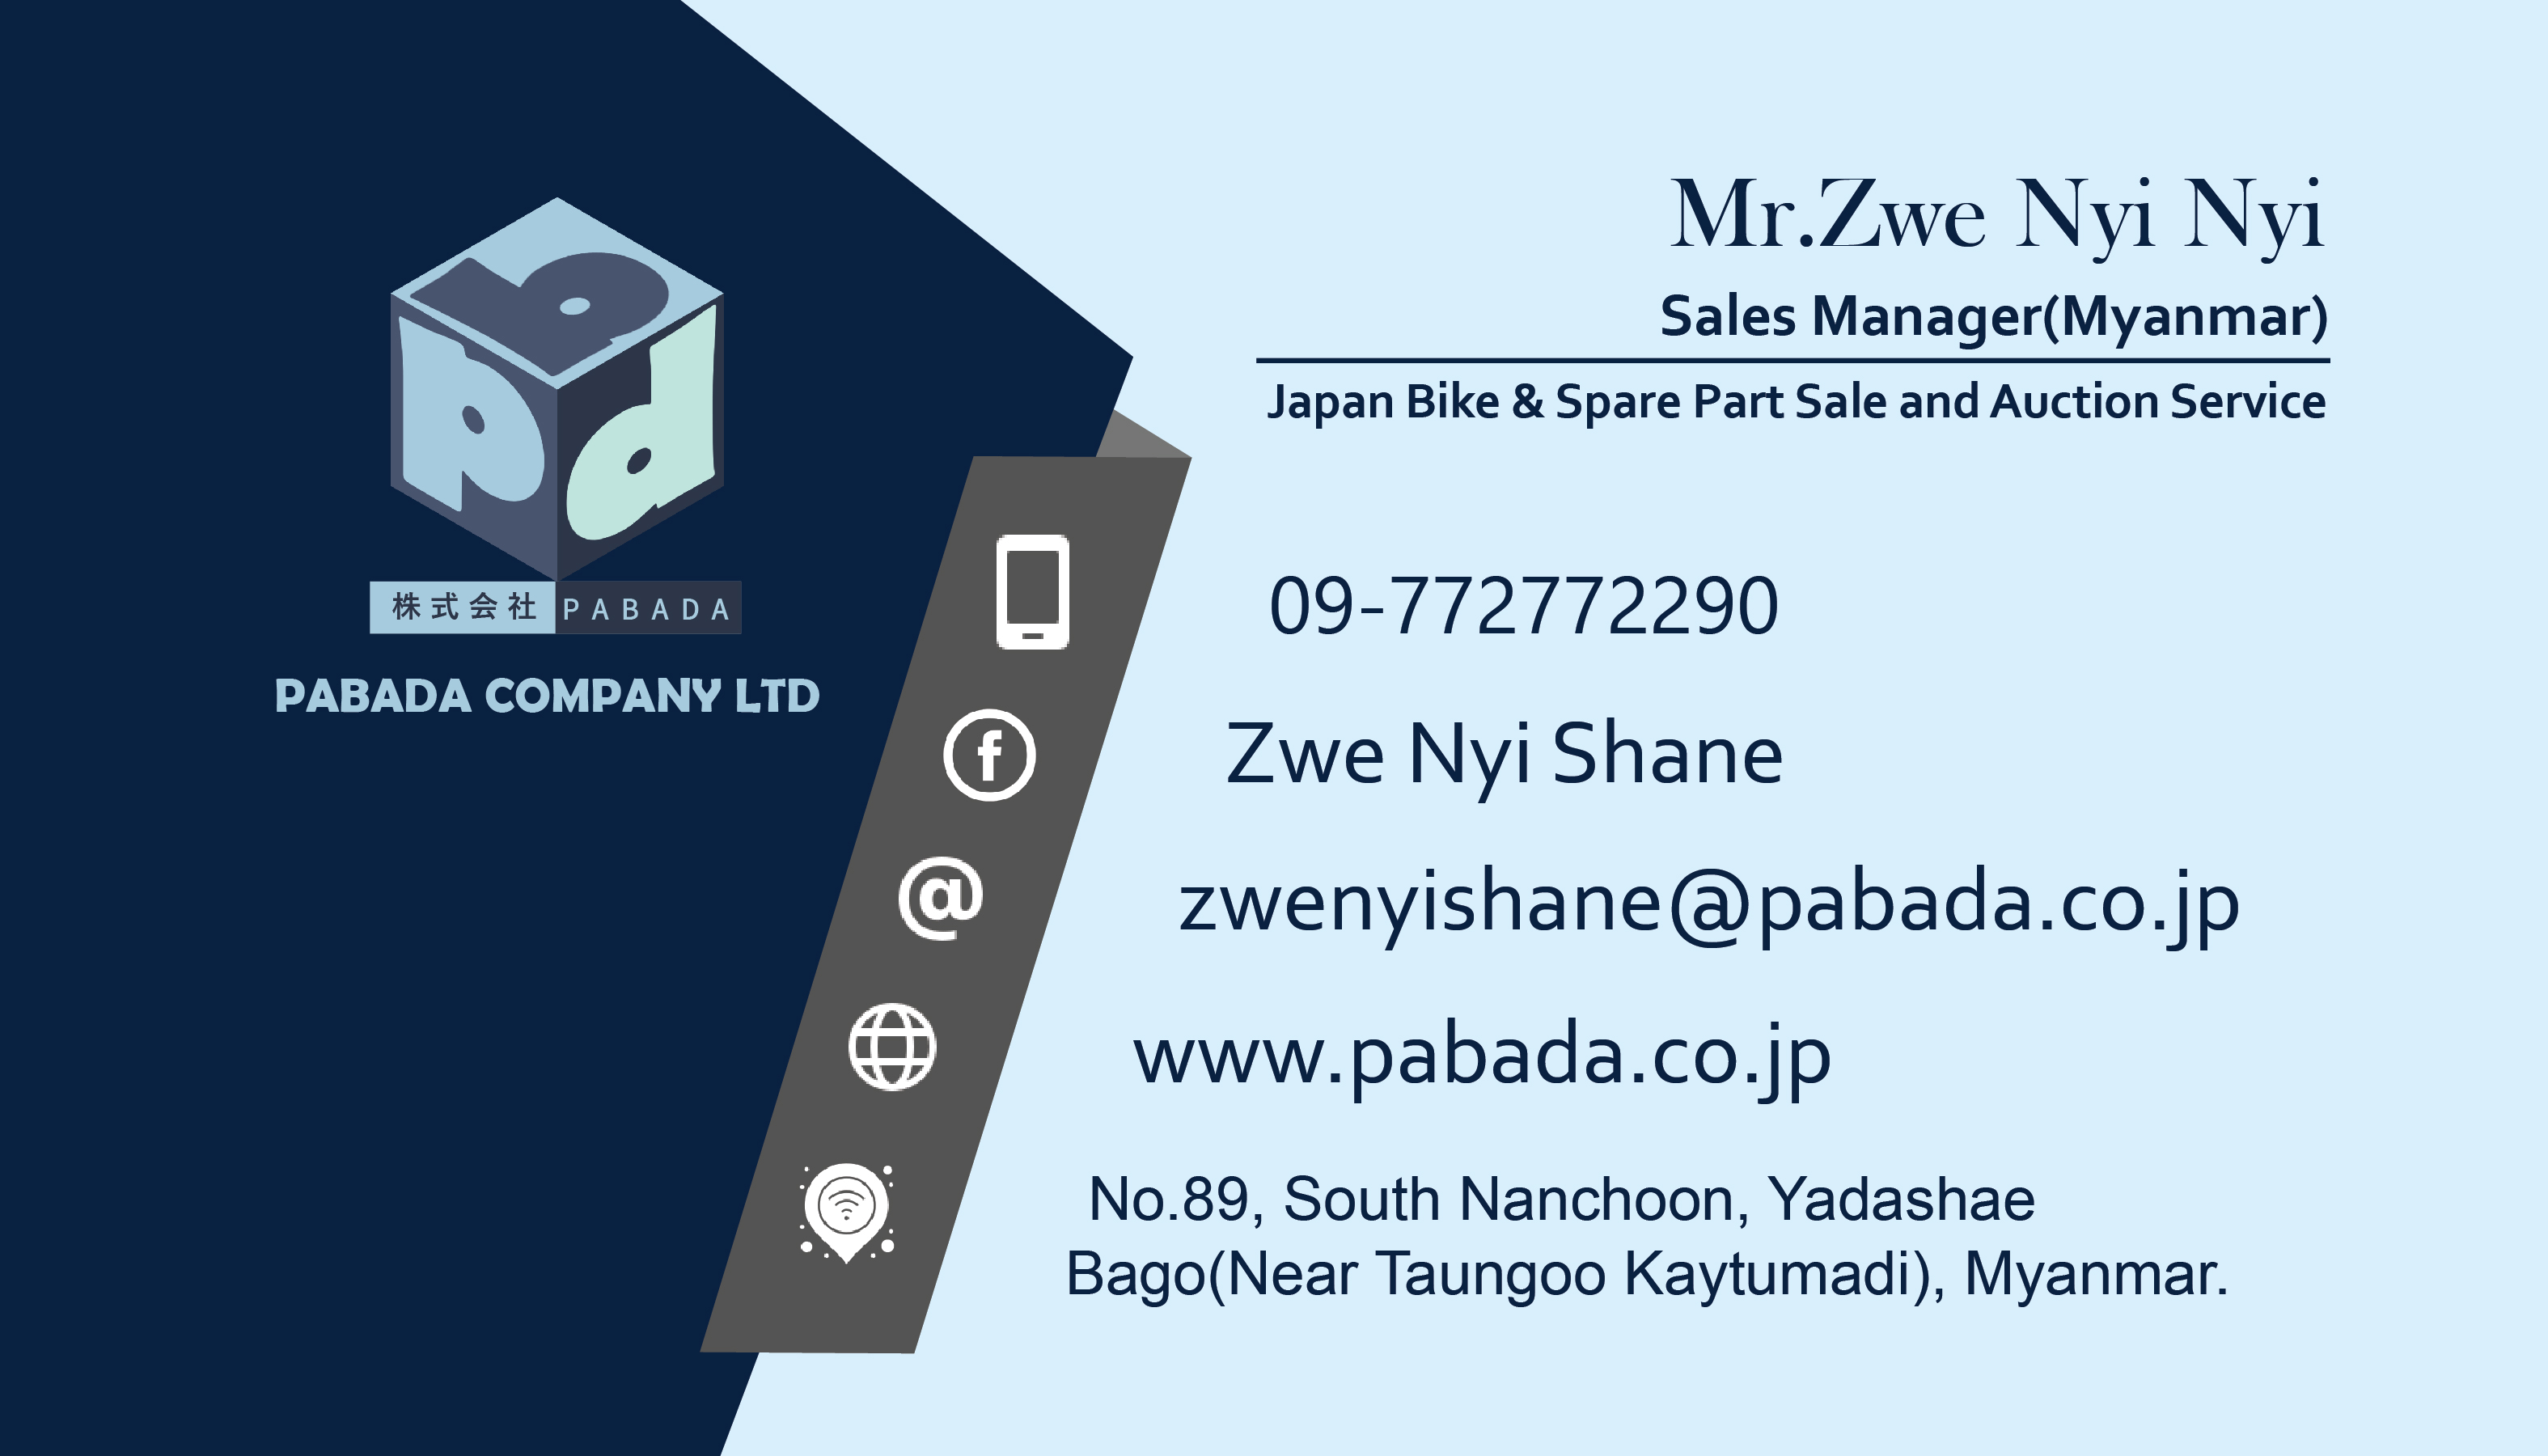 株式会社 PABADA
PABADA COMPANY LTD
Mr.Zwe Nyi Nyi
Sales Manager(Myanmar)
Japan Bike & Spare Part Sale and Auction Service
09-772772290
Zwe Nyi Shane
zwenyishane@pabada.co.jp
www.pabada.co.jp
No.89, South Nanchoon, Yadashae
Bago(Near Taungoo Kaytumadi), Myanmar.